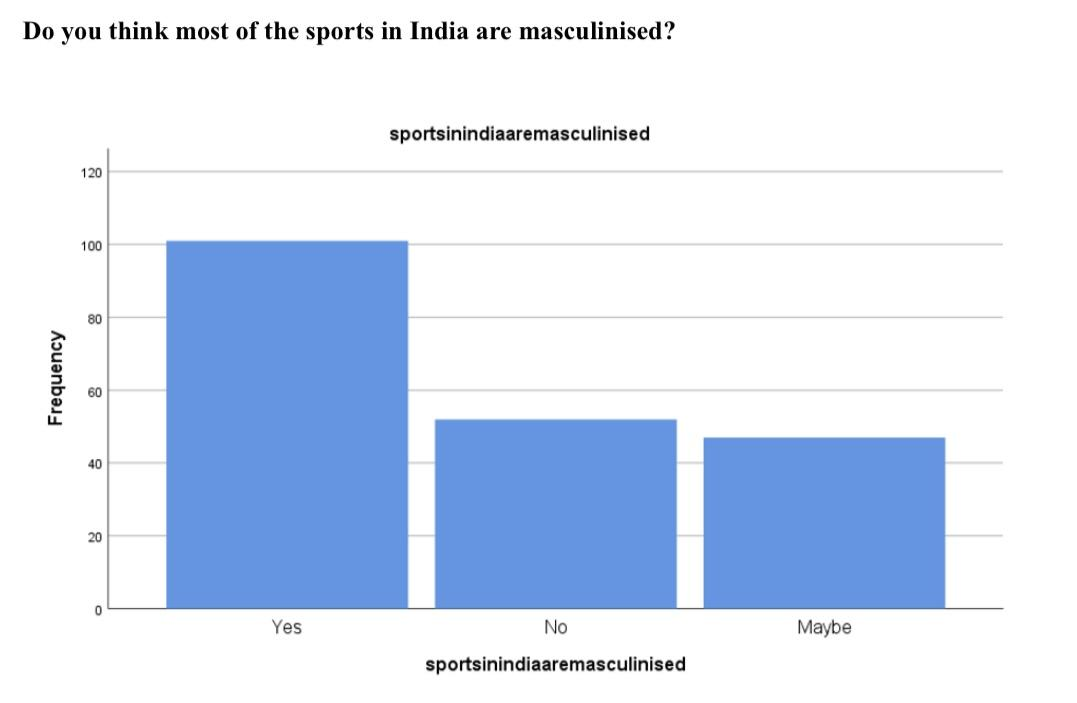 Do you think most of the sports in India are masculinised?
sportsinindiaaremasculinised
120
100
80
60
40
20
0
Frequency
Yes No Maybe
sportsinindiaaremasculinised